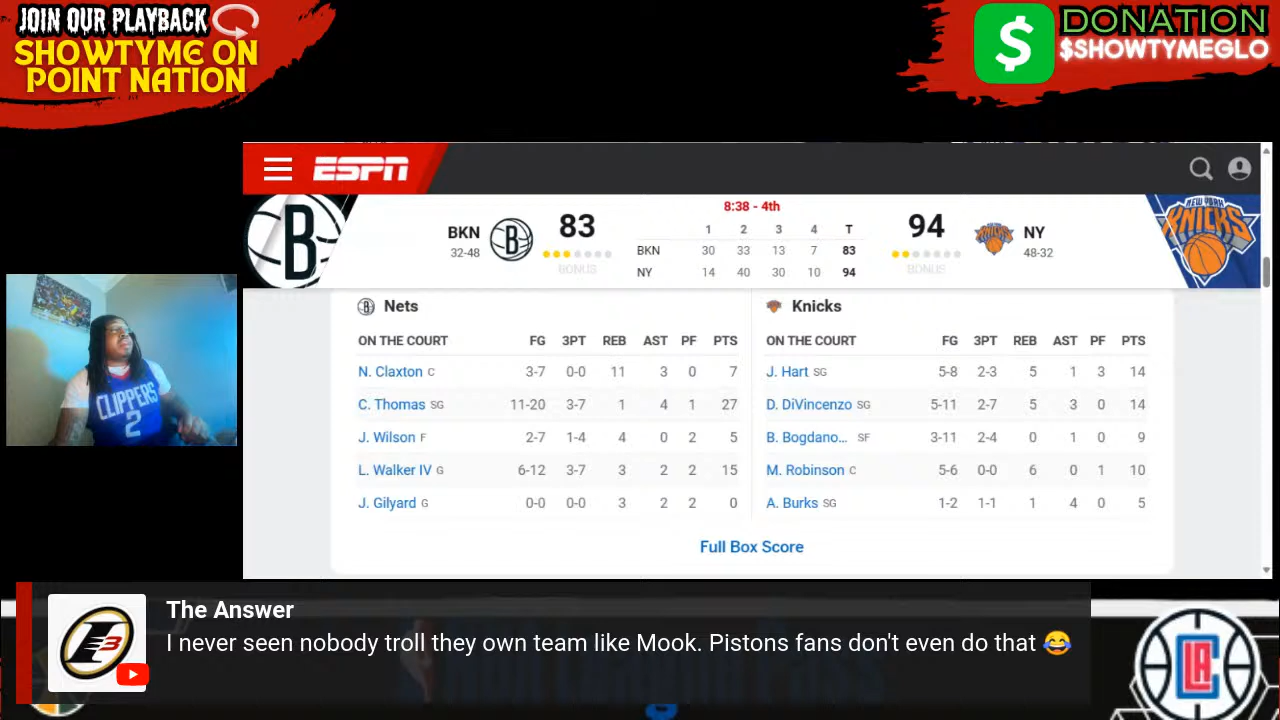 JOIN OUR PLAYBACK
SHOWTYME ON
POINT NATION
DONATION
$SHOWTYMEGLO
ESPN
BKN
32-48
83
BONUS
8:38 - 4th
1 2 3 4 T
BKN 30 33 13 7 83
NY 14 40 30 10 94
94
BONUS
NY
48-32
NEW YORK
KNICKS
Nets
ON THE COURT FG 3PT REB AST PF PTS
N. Claxton C 3-7 0-0 11 3 0 7
C. Thomas SG 11-20 3-7 1 4 1 27
J. Wilson F 2-7 1-4 4 0 2 5
L. Walker IV G 6-12 3-7 3 2 2 15
J. Gilyard G 0-0 0-0 3 2 2 0
Knicks
ON THE COURT FG 3PT REB AST PF PTS
J. Hart SG 5-8 2-3 5 1 3 14
D. DiVincenzo SG 5-11 2-7 5 3 0 14
B. Bogdano... SF 3-11 2-4 0 1 0 9
M. Robinson C 5-6 0-0 6 0 1 10
A. Burks SG 1-2 1-1 1 4 0 5
Full Box Score
CLIPPERS
2
The Answer
I never seen nobody troll they own team like Mook. Pistons fans don't even do that 😂